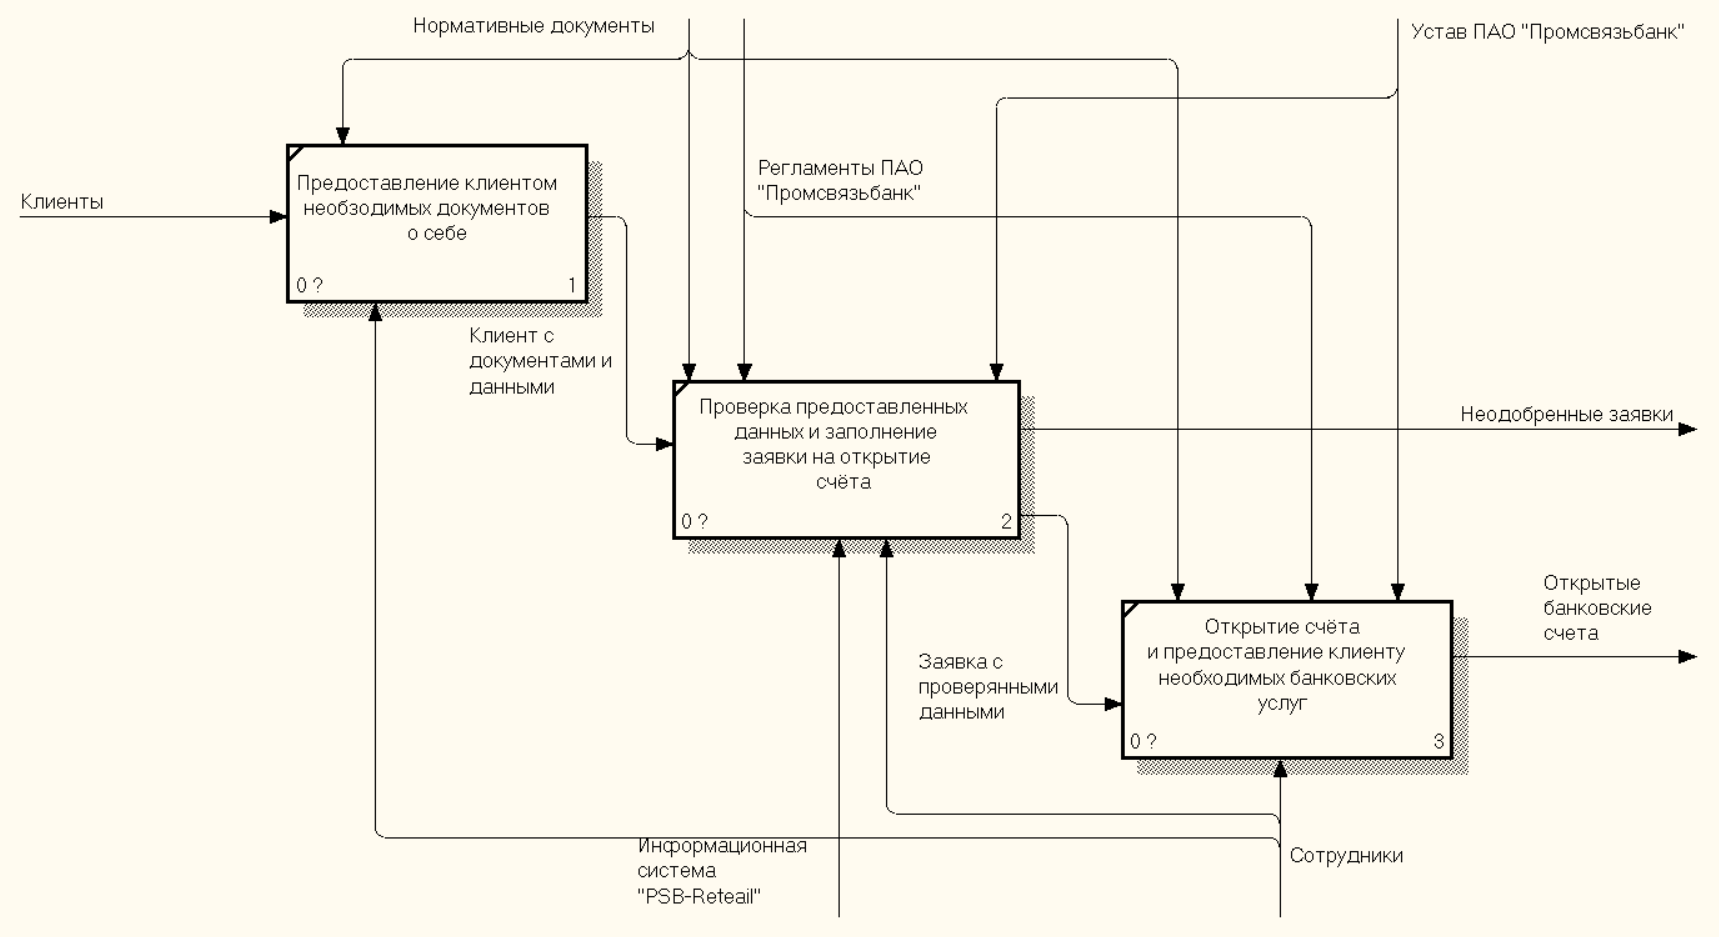 Нормативные документы
Устав ПАО "Промсвязьбанк"
Регламенты ПАО
"Промсвязьбанк"
Клиенты
Предоставление клиентом
необзодимых документов
о себе
0 ?
1
Клиент с
документами и
данными
Проверка предоставленных
данных и заполнение
заявки на открытие
счёта
0 ?
2
Неодобренные заявки
Открытые
банковские
счета
Открытие счёта
и предоставление клиенту
необходимых банковских
услуг
0 ?
3
Заявка с
проверянными
данными
Информационная
система
"PSB-Reteail"
Сотрудники